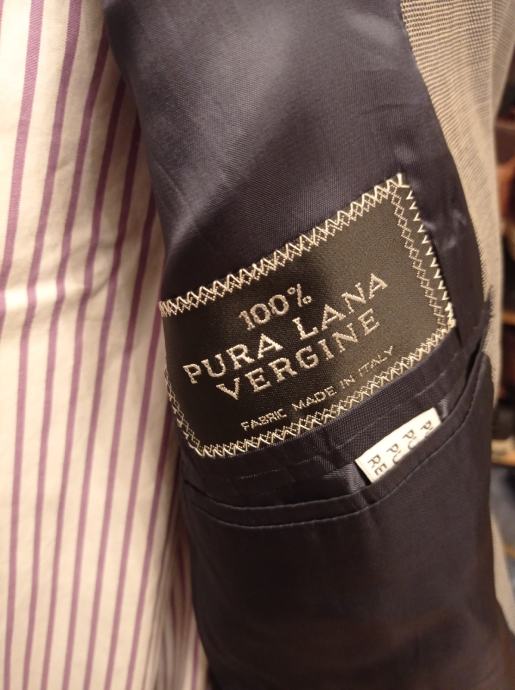 100%
PURA LANA
VERGINE
FABRIC MADE IN ITALY